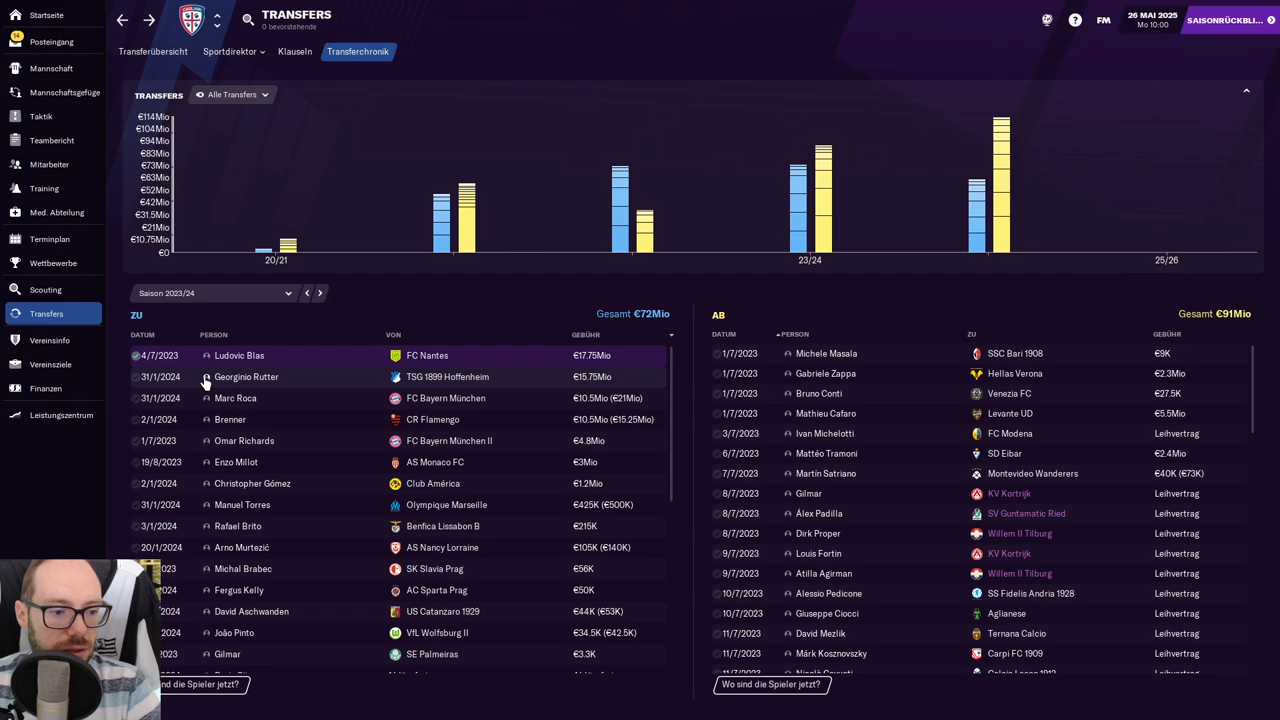 Startseite
14
Posteingang
Mannschaft
Mannschaftsgefüge
Taktik
Teambericht
Mitarbeiter
Training
Med. Abteilung
Terminplan
Wettbewerbe
Scouting
Transfers
Vereinsinfo
Vereinsziele
Finanzen
Leistungszentrum
TRANSFERS
0 bevorstehende
FM
26 MAI 2025
Mo 10:00
SAISONRÜCKBLI...
Transferübersicht
Sportdirektor
Klauseln
Transferchronik
TRANSFERS
Alle Transfers
€114Mio
€104Mio
€94Mio
€83Mio
€73Mio
€63Mio
€52Mio
€42Mio
€31.5Mio
€21Mio
€10.75Mio
€0
20/21
23/24
25/26
Saison 2023/24
ZU
Gesamt €72Mio
DATUM PERSON VON GEBÜHR
4/7/2023 Ludovic Blas FC Nantes €17.75Mio
31/1/2024 Georginio Rutter TSG 1899 Hoffenheim €15.75Mio
31/1/2024 Marc Roca FC Bayern München €10.5Mio (€21Mio)
2/1/2024 Brenner CR Flamengo €10.5Mio (€15.25Mio)
1/7/2023 Omar Richards FC Bayern München II €4.8Mio
19/8/2023 Enzo Millot AS Monaco FC €3Mio
2/1/2024 Christopher Gómez Club América €1.2Mio
31/1/2024 Manuel Torres Olympique Marseille €425K (€500K)
3/1/2024 Rafael Brito Benfica Lissabon B €215K
20/1/2024 Arno Murtezić AS Nancy Lorraine €105K (€140K)
2023 Michal Brabec SK Slavia Prag €56K
2024 Fergus Kelly AC Sparta Prag €50K
2024 David Aschwanden US Catanzaro 1929 €44K (€53K)
2024 João Pinto VfL Wolfsburg II €34.5K (€42.5K)
2023 Gilmar SE Palmeiras €3.3K
sind die Spieler jetzt?
AB
Gesamt €91Mio
DATUM PERSON ZU GEBÜHR
1/7/2023 Michele Masala SSC Bari 1908 €9K
1/7/2023 Gabriele Zappa Hellas Verona €2.3Mio
1/7/2023 Bruno Conti Venezia FC €27.5K
1/7/2023 Mathieu Cafaro Levante UD €5.5Mio
3/7/2023 Ivan Michelotti FC Modena Leihvertrag
6/7/2023 Mattéo Tramoni SD Eibar €2.4Mio
7/7/2023 Martín Satriano Montevideo Wanderers €40K (€73K)
8/7/2023 Gilmar KV Kortrijk Leihvertrag
8/7/2023 Álex Padilla SV Guntamatic Ried Leihvertrag
8/7/2023 Dirk Proper Willem II Tilburg Leihvertrag
9/7/2023 Louis Fortin KV Kortrijk Leihvertrag
9/7/2023 Atilla Agirman Willem II Tilburg Leihvertrag
10/7/2023 Alessio Pedicone SS Fidelis Andria 1928 Leihvertrag
10/7/2023 Giuseppe Ciocci Aglianese Leihvertrag
11/7/2023 David Mezlik Ternana Calcio Leihvertrag
11/7/2023 Márk Kosznovszky Carpi FC 1909 Leihvertrag
Wo sind die Spieler jetzt?